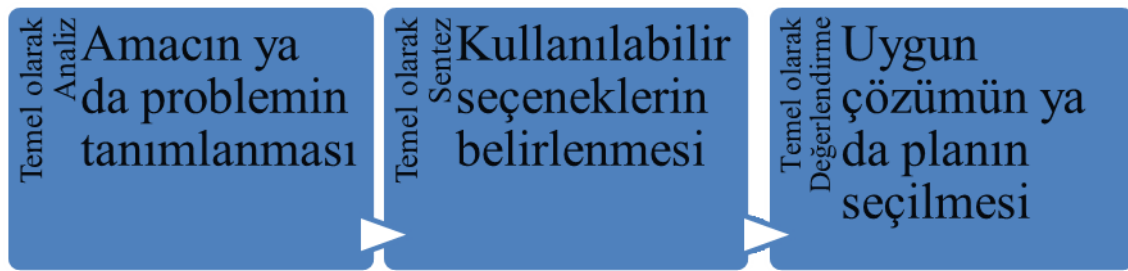 Temel olarak
Analiz
Amacın ya
da problemin
tanımlanması
Temel olarak
Sentez
Kullanılabilir
seçeneklerin
belirlenmesi
Temel olarak
Değerlendirme
Uygun
çözümün ya
da planın
seçilmesi